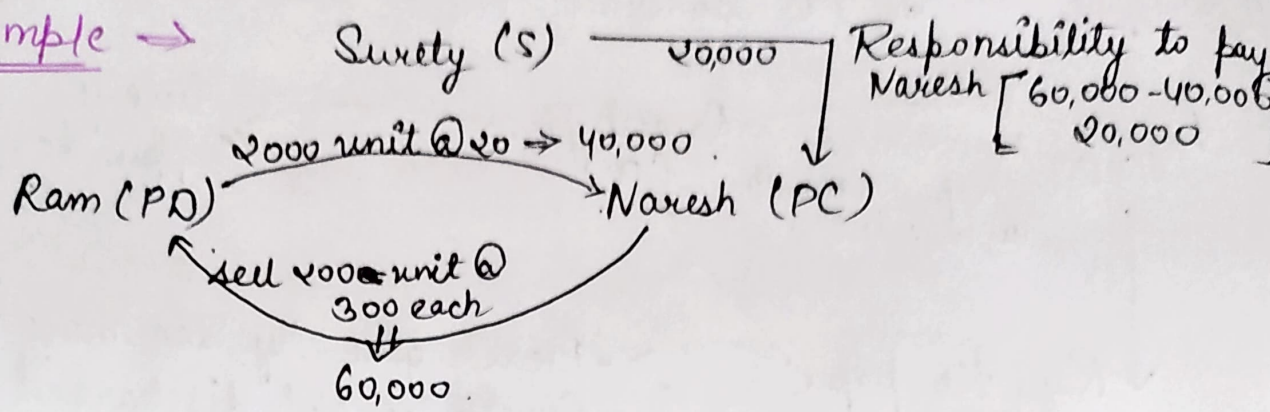 mple →
Surety (S) 20,000 Responsibility to pay
Naresh [60,000-40,000
20,000]
2000 unit @ 20 ⇒ 40,000.
Ram (PD) Naresh (PC)
sell 200 unit @
300 each
60,000.